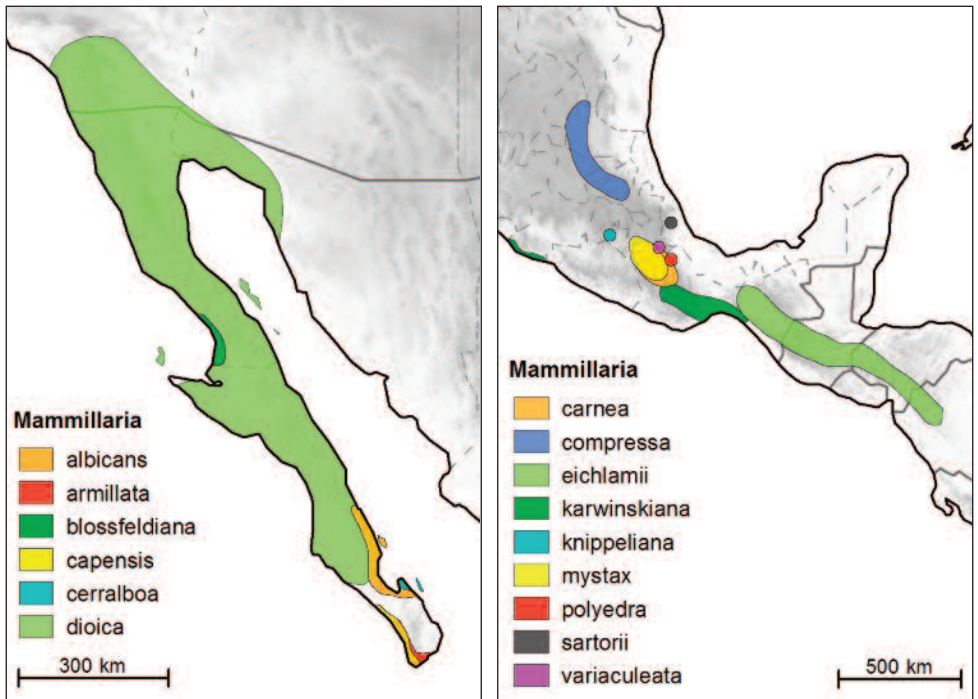 Mammillaria
albicans
armillata
blossfeldiana
capensis
cerralboa
dioica
300 km
Mammillaria
carnea
compressa
eichlamii
karwinskiana
knippeliana
mystax
polyedra
sartorii
variaculeata
500 km